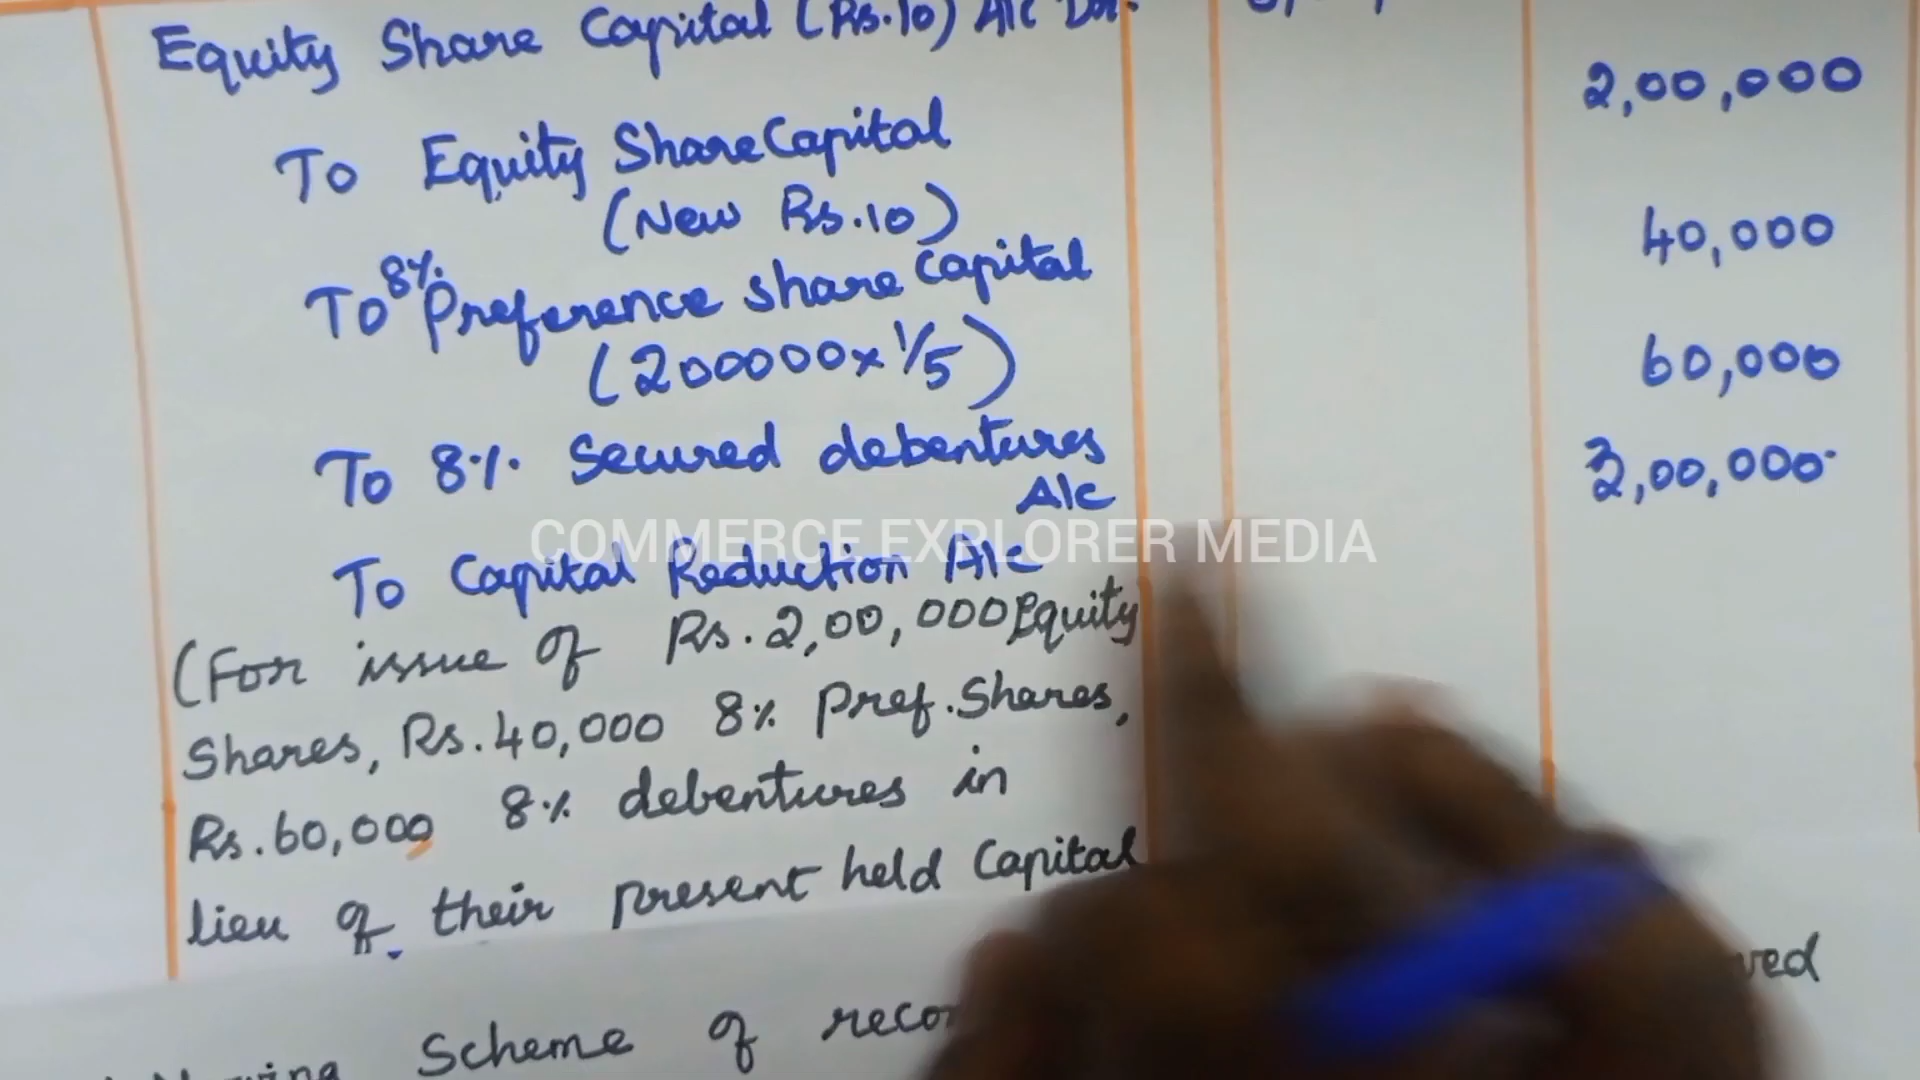 Equity Share Capital (Rs.10) A/c Dr.
2,00,000
To Equity Share Capital
(New Rs.10)
40,000
To 8% Preference share capital
(200000x1/5)
60,000
To 8% Secured debentures
A/c
2,00,000
To Capital Reduction A/c
COMMERCE EXPLORER MEDIA
(For issue of Rs.2,00,000 Equity
Shares, Rs.40,000 8% Pref.Shares,
Rs.60,000 8% debentures in
lieu of their present held Capital
Scheme of